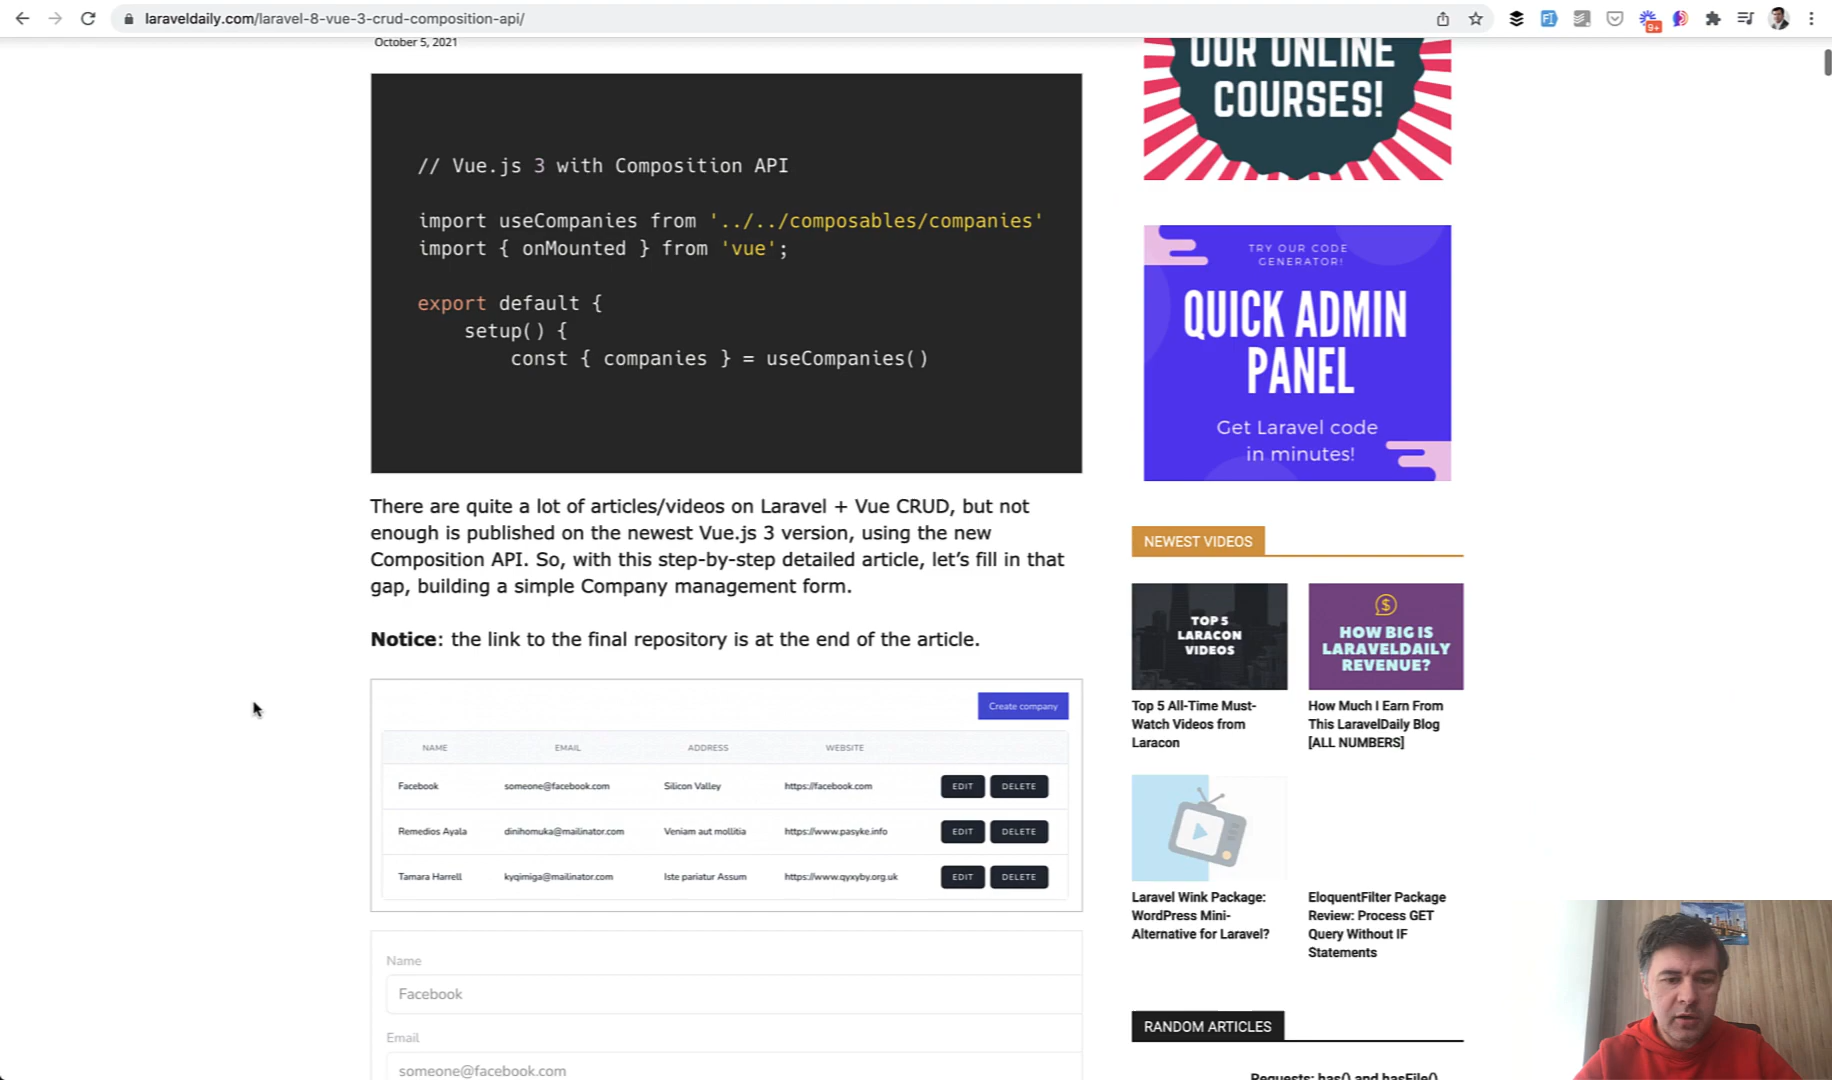 laraveldaily.com/laravel-8-vue-3-crud-composition-api/
9+
October 5, 2021
// Vue.js 3 with Composition API
import useCompanies from '../../composables/companies'
import { onMounted } from 'vue';
export default {
setup() {
const { companies } = useCompanies()
There are quite a lot of articles/videos on Laravel + Vue CRUD, but not
enough is published on the newest Vue.js 3 version, using the new
Composition API. So, with this step-by-step detailed article, let's fill in that
gap, building a simple Company management form.
Notice: the link to the final repository is at the end of the article.
Create company
NAME EMAIL ADDRESS WEBSITE
Facebook someone@facebook.com Silicon Valley https://facebook.com EDIT DELETE
Remedios Ayala dinihomuka@mailinator.com Veniam aut mollitia https://www.pasyke.info EDIT DELETE
Tamara Harrell kyqimiga@mailinator.com Iste pariatur Assum https://www.qyxyby.org.uk EDIT DELETE
Name
Facebook
Email
someone@facebook.com
OUR ONLINE
COURSES!
TRY OUR CODE
GENERATOR!
QUICK ADMIN
PANEL
Get Laravel code
in minutes!
NEWEST VIDEOS
TOP 5
LARACON
VIDEOS
HOW BIG IS
LARAVELDAILY
REVENUE?
Top 5 All-Time Must-
Watch Videos from
Laracon
How Much I Earn From
This LaravelDaily Blog
[ALL NUMBERS]
Laravel Wink Package:
WordPress Mini-
Alternative for Laravel?
EloquentFilter Package
Review: Process GET
Query Without IF
Statements
RANDOM ARTICLES
Requests: has() and hasFile()